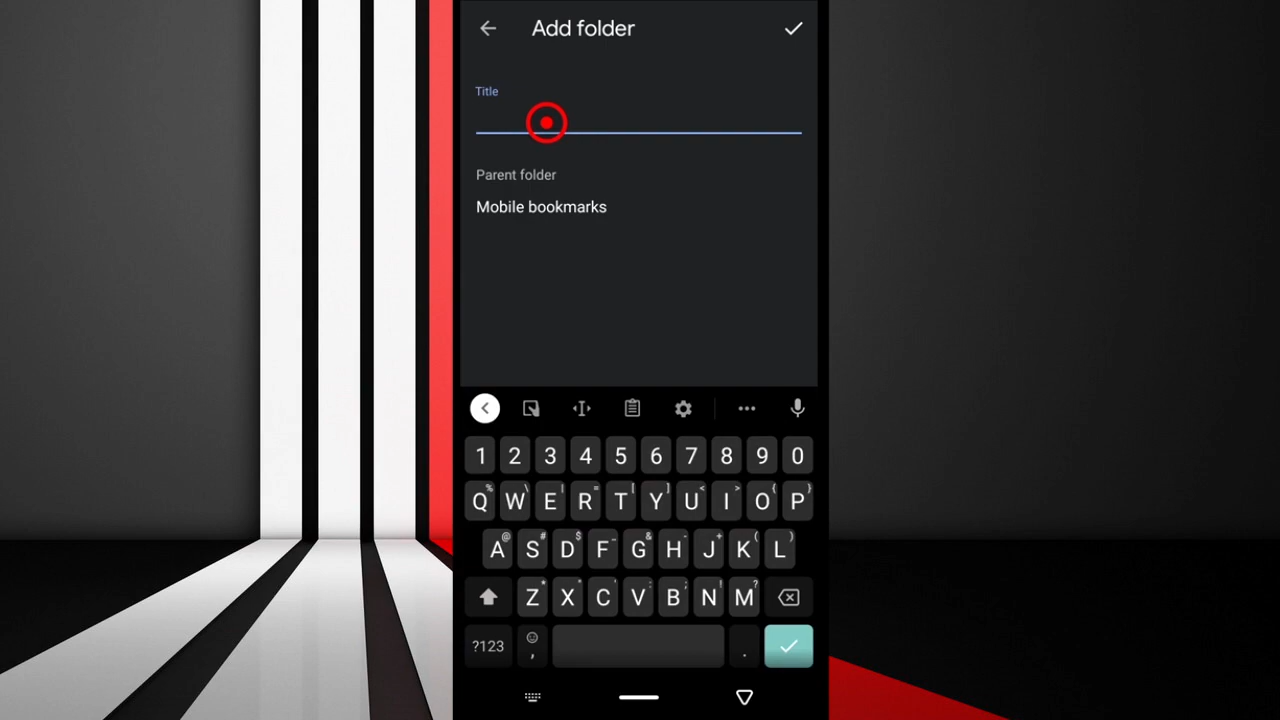 Add folder
Title
Parent folder
Mobile bookmarks
1 2 3 4 5 6 7 8 9 0
Q W E R T Y U I O P
A S D F G H J K L
Z X C V B N M
?123 , .